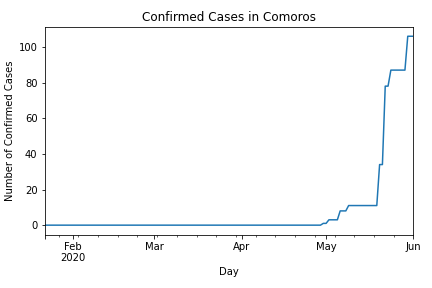 Confirmed Cases in Comoros
Number of Confirmed Cases
100
80
60
40
20
0
Feb
2020
Mar
Apr
May
Jun
Day